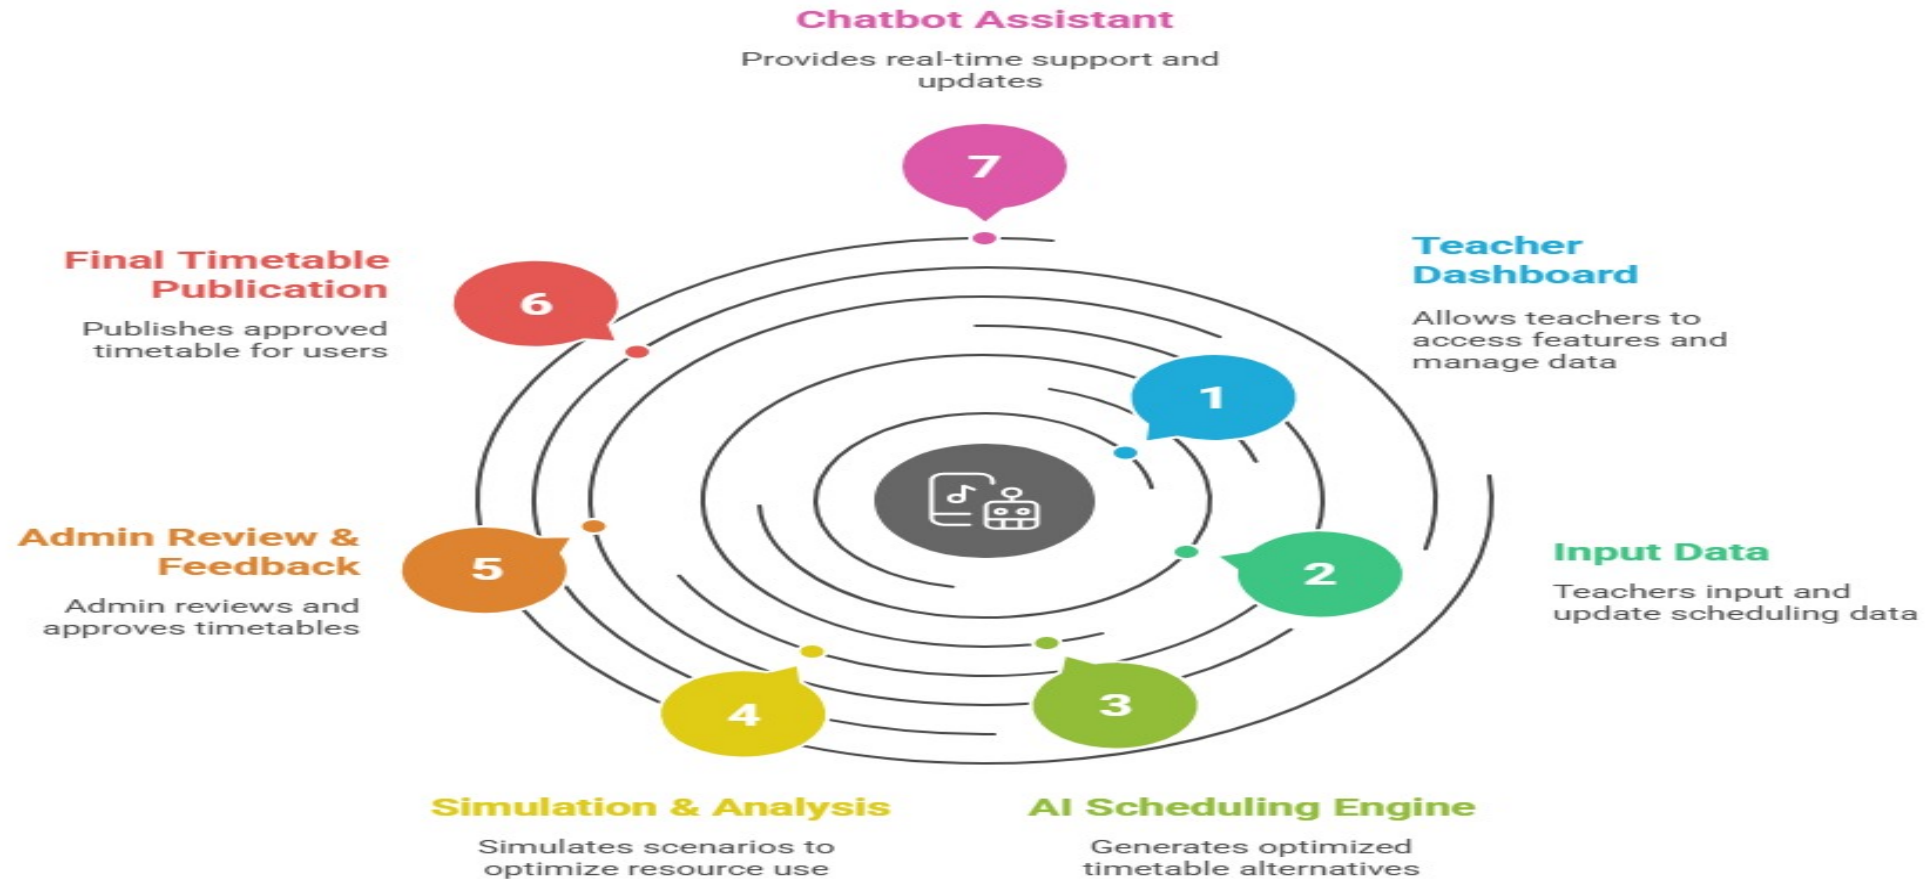 Chatbot Assistant
Provides real-time support and
updates
7
Teacher
Dashboard
Allows teachers to
access features and
manage data
1
Input Data
Teachers input and
update scheduling data
2
AI Scheduling Engine
Generates optimized
timetable alternatives
3
Simulation & Analysis
Simulates scenarios to
optimize resource use
4
Admin Review &
Feedback
Admin reviews and
approves timetables
5
Final Timetable
Publication
Publishes approved
timetable for users
6